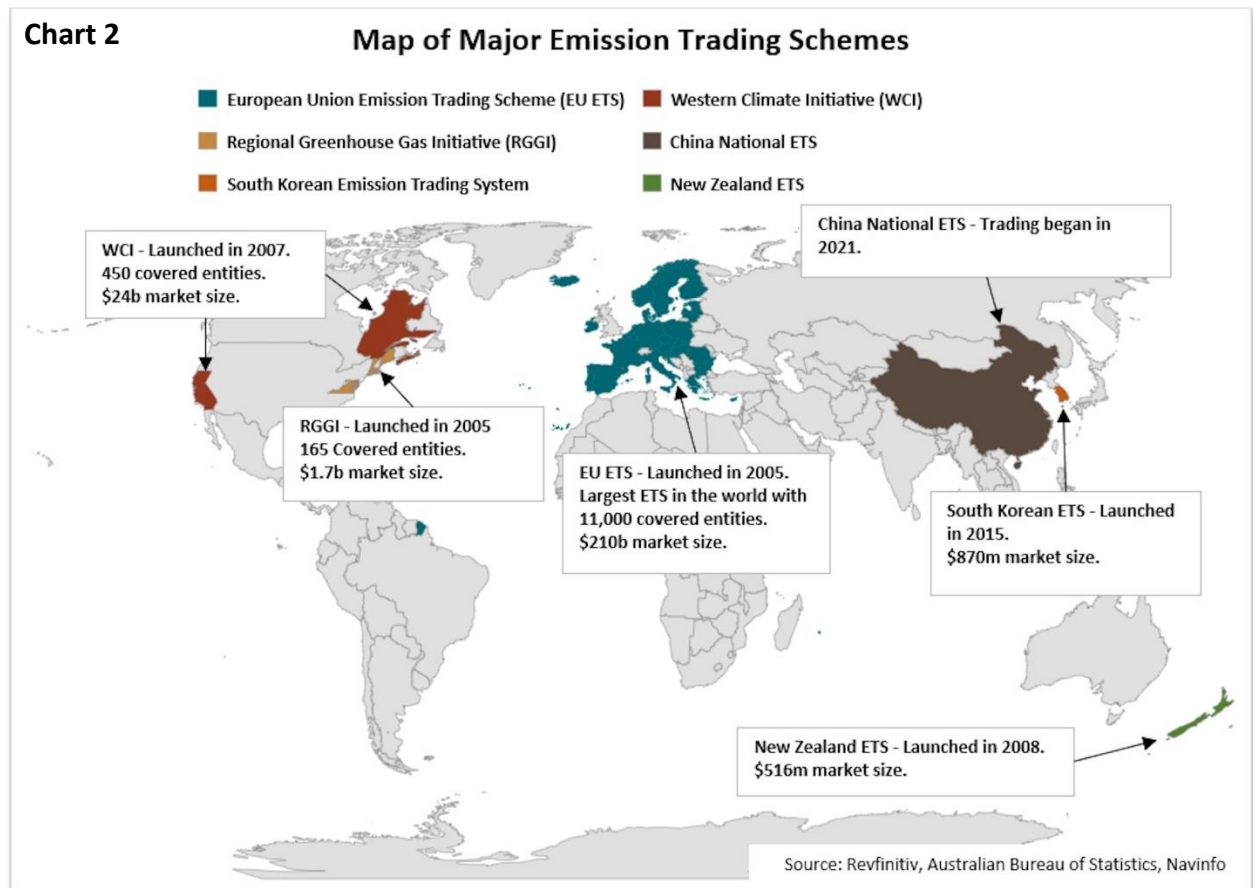 Chart 2
Map of Major Emission Trading Schemes
European Union Emission Trading Scheme (EU ETS)
Western Climate Initiative (WCI)
Regional Greenhouse Gas Initiative (RGGI)
China National ETS
South Korean Emission Trading System
New Zealand ETS
China National ETS - Trading began in
2021.
WCI - Launched in 2007.
450 covered entities.
$24b market size.
RGGI - Launched in 2005
165 Covered entities.
$1.7b market size.
EU ETS - Launched in 2005.
Largest ETS in the world with
11,000 covered entities.
$210b market size.
South Korean ETS - Launched
in 2015.
$870m market size.
New Zealand ETS - Launched in 2008.
$516m market size.
Source: Revfinitiv, Australian Bureau of Statistics, Navinfo